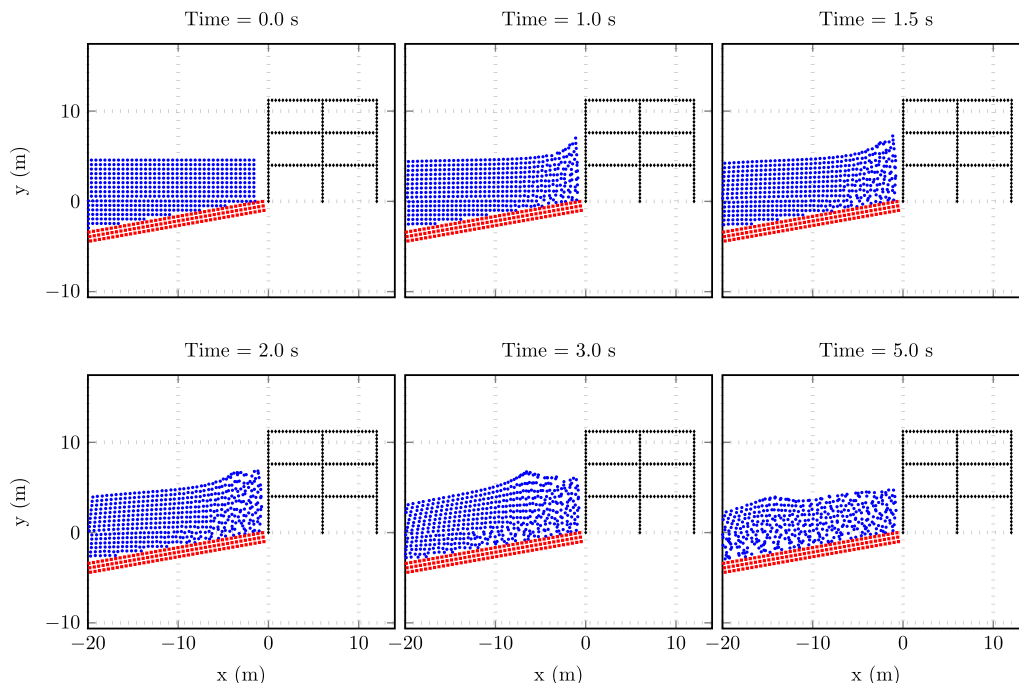 Time = 0.0 s Time = 1.0 s Time = 1.5 s
10
0
−10
y (m)
Time = 2.0 s Time = 3.0 s Time = 5.0 s
10
0
−10
y (m)
−20 −10 0 10 −20 −10 0 10 −20 −10 0 10
x (m) x (m) x (m)